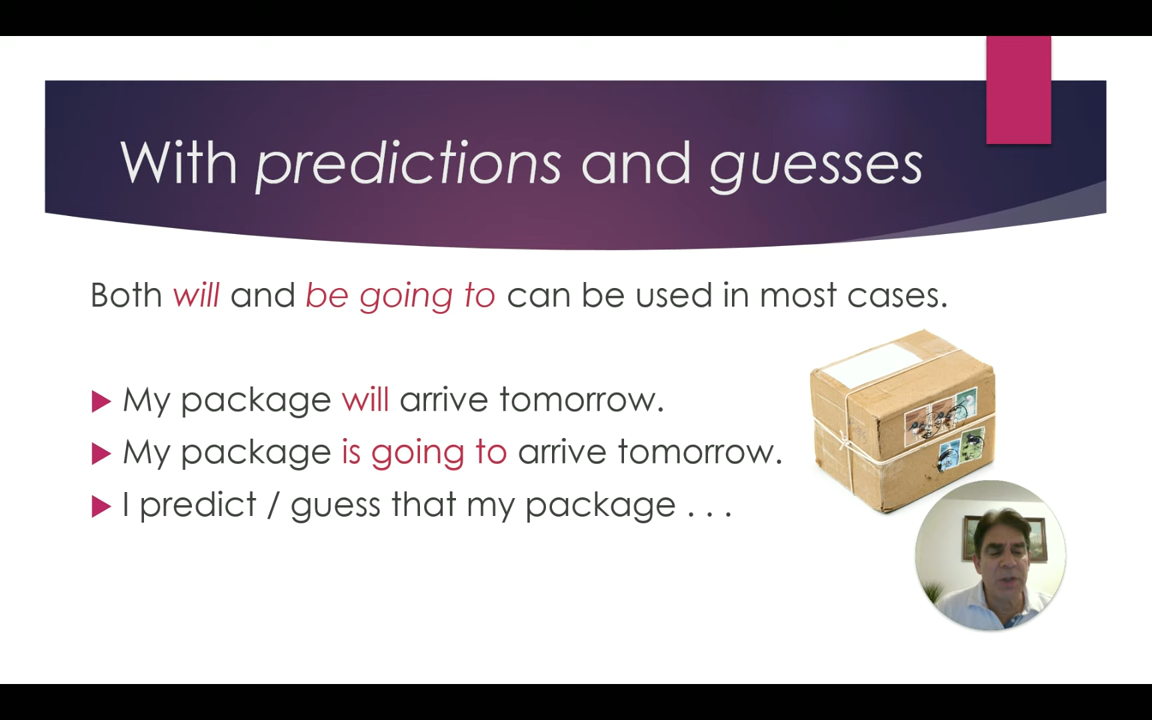 With predictions and guesses
Both will and be going to can be used in most cases.
My package will arrive tomorrow.
My package is going to arrive tomorrow.
I predict / guess that my package . . .